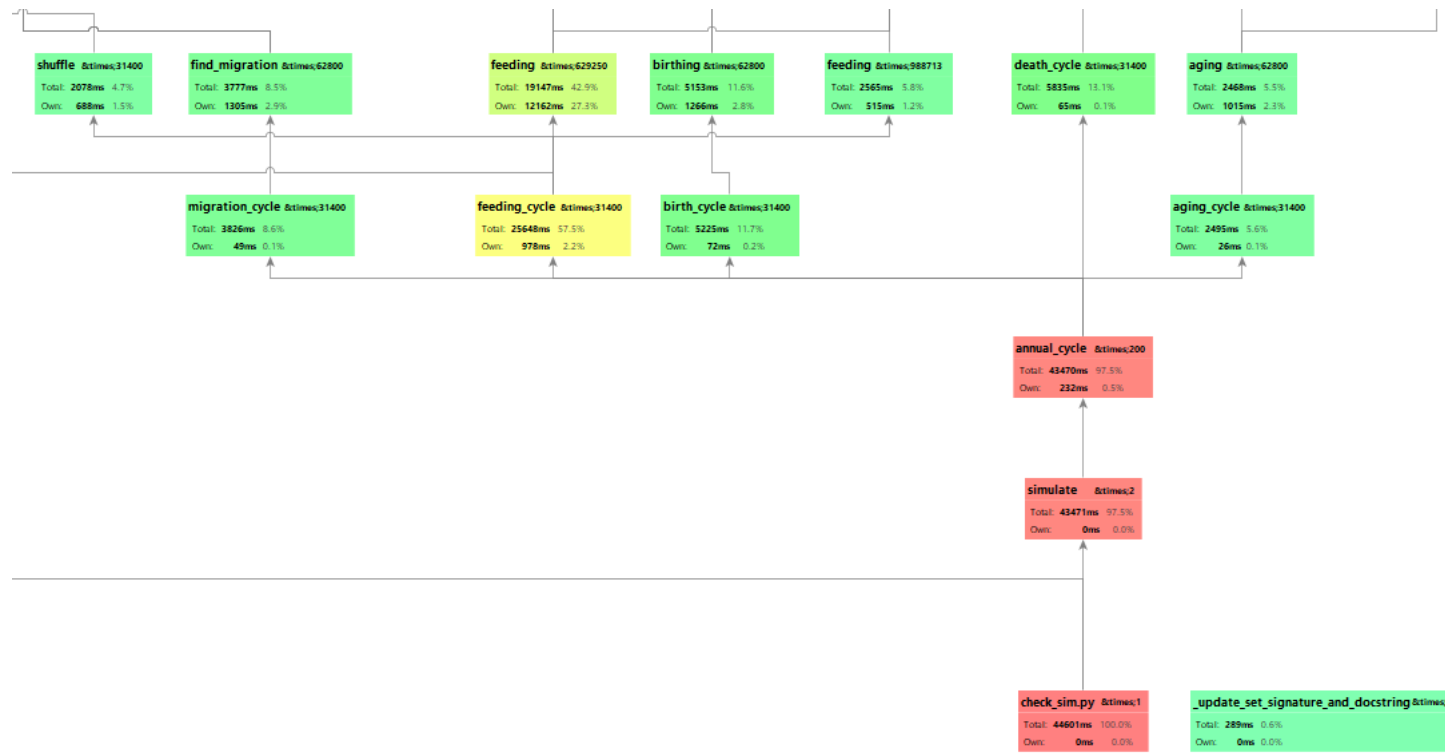 shuffle &times;31400
Total: 2078ms 4.7%
Own: 688ms 1.5%
find_migration &times;62800
Total: 3777ms 8.5%
Own: 1305ms 2.9%
feeding &times;629250
Total: 19147ms 42.9%
Own: 12162ms 27.3%
birthing &times;62800
Total: 5153ms 11.6%
Own: 1266ms 2.8%
feeding &times;988713
Total: 2565ms 5.8%
Own: 515ms 1.2%
death_cycle &times;31400
Total: 5835ms 13.1%
Own: 65ms 0.1%
aging &times;62800
Total: 2468ms 5.5%
Own: 1015ms 2.3%
migration_cycle &times;31400
Total: 3826ms 8.6%
Own: 49ms 0.1%
feeding_cycle &times;31400
Total: 25648ms 57.5%
Own: 978ms 2.2%
birth_cycle &times;31400
Total: 5225ms 11.7%
Own: 72ms 0.2%
aging_cycle &times;31400
Total: 2495ms 5.6%
Own: 26ms 0.1%
annual_cycle &times;200
Total: 43470ms 97.5%
Own: 232ms 0.5%
simulate &times;2
Total: 43471ms 97.5%
Own: 0ms 0.0%
check_sim.py &times;1
Total: 44601ms 100.0%
Own: 0ms 0.0%
_update_set_signature_and_docstring &times;
Total: 289ms 0.6%
Own: 0ms 0.0%